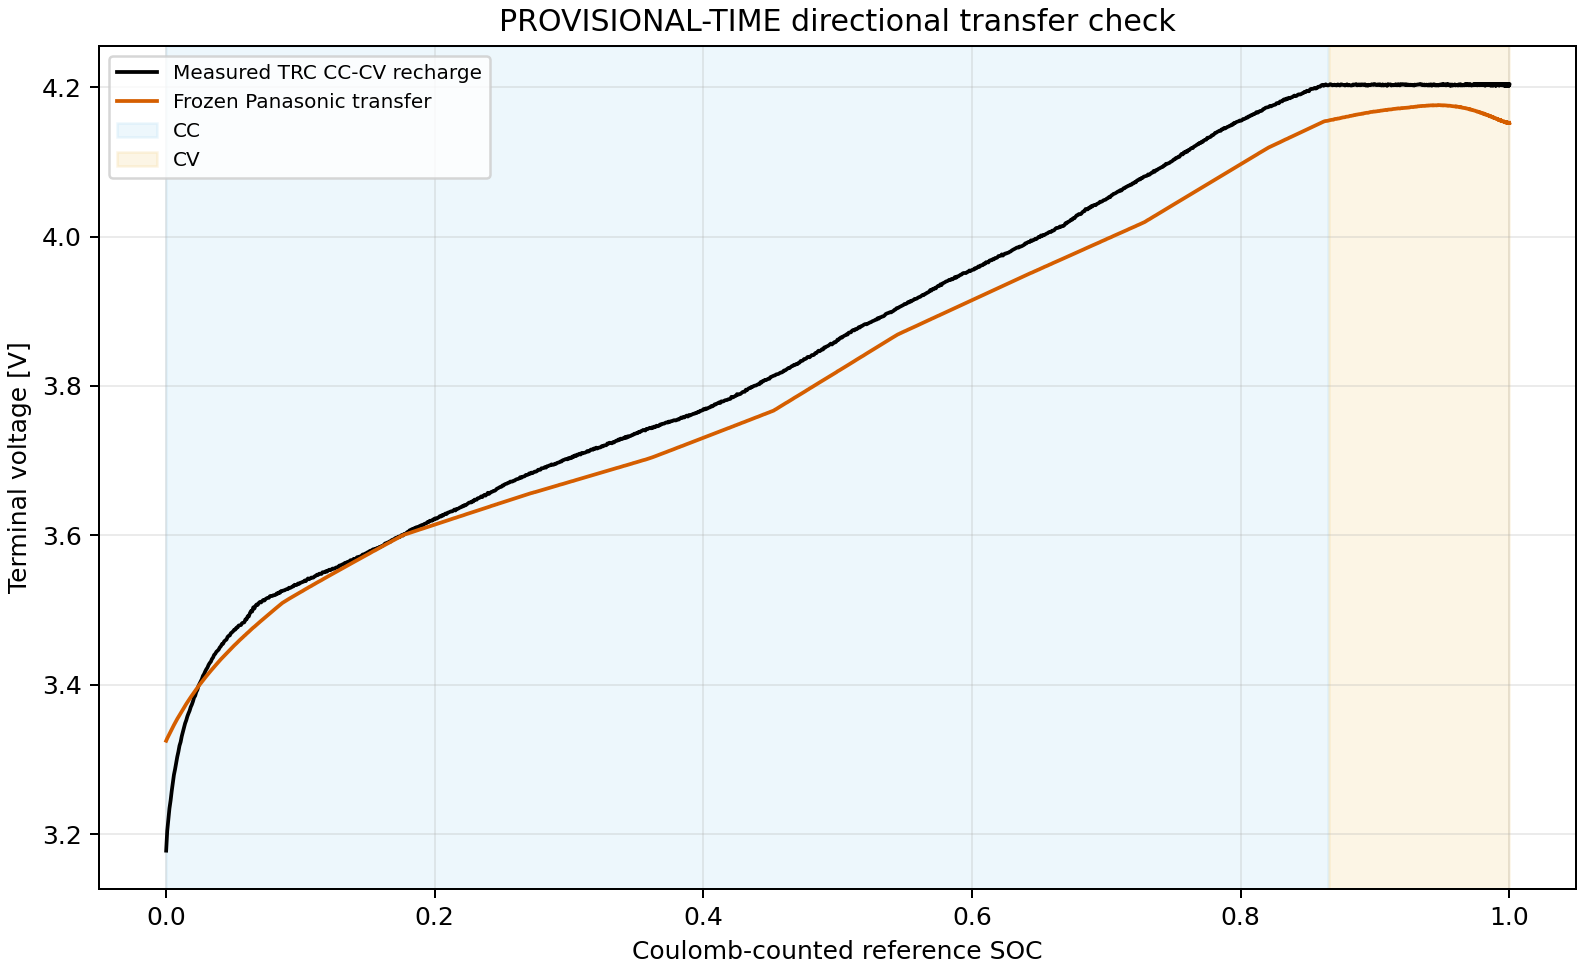 PROVISIONAL-TIME directional transfer check
Measured TRC CC-CV recharge
Frozen Panasonic transfer
CC
CV
Terminal voltage [V]
4.2
4.0
3.8
3.6
3.4
3.2
0.0 0.2 0.4 0.6 0.8 1.0
Coulomb-counted reference SOC